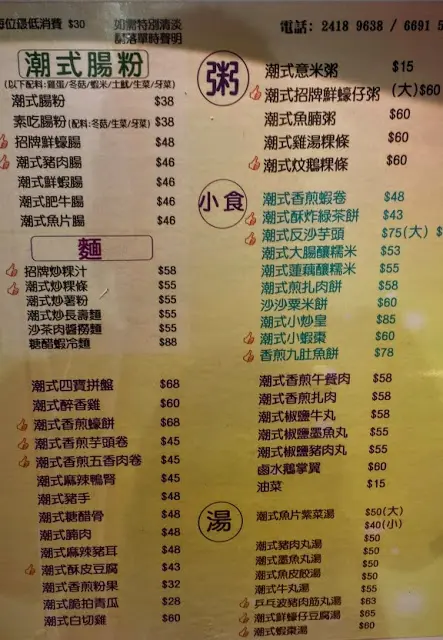 每位最低消費 $30
如需特別清淡
請落單時聲明
電話: 2418 9638 / 6691 5
潮式腸粉
(以下配料:雞蛋/冬菇/蝦米/土魷/生菜/芽菜)
潮式腸粉 $38
素吃腸粉(配料:冬菇/生菜/芽菜) $38
招牌鮮蠔腸 $48
潮式豬肉腸 $46
潮式鮮蝦腸 $46
潮式肥牛腸 $46
潮式魚片腸 $46
麵
招牌炒粿汁 $58
潮式炒粿條 $55
潮式炒薯粉 $55
潮式炒長壽麵 $55
沙茶肉醬撈麵 $55
糖醋蝦冷麵 $88
潮式四寶拼盤 $68
潮式醉香雞 $60
潮式香煎蠔餅 $68
潮式香煎芋頭卷 $45
潮式香煎五香肉卷 $45
潮式麻辣鴨腎 $45
潮式豬手 $48
潮式糖醋骨 $48
潮式腩肉 $48
潮式麻辣豬耳 $48
潮式酥皮豆腐 $43
潮式香煎粉果 $32
潮式脆拍青瓜 $28
潮式白切雞 $60
粥
潮式意米粥 $15
潮式招牌鮮蠔仔粥 (大)$60
潮式魚腩粥 $60
潮式雞湯粿條 $60
潮式炆鵝粿條 $60
小食
潮式香煎蝦卷 $48
潮式酥炸綠茶餅 $43
潮式反沙芋頭 $75(大) $
潮式大腸釀糯米 $53
潮式蓮藕釀糯米 $55
潮式煎扎肉餅 $58
沙沙粟米餅 $60
潮式小炒皇 $85
潮式小蝦棗 $60
香煎九肚魚餅 $78
潮式香煎午餐肉 $58
潮式香煎扎肉 $58
潮式椒鹽牛丸 $58
潮式椒鹽墨魚丸 $55
潮式椒鹽豬肉丸 $55
鹵水鵝掌翼 $60
油菜 $15
湯
潮式魚片紫菜湯 $50(大)
$40(小)
潮式豬肉丸湯 $50
潮式墨魚丸湯 $50
潮式魚皮餃湯 $50
潮式牛丸湯 $55
乒乓波豬肉筋丸湯 $63
潮式鮮蠔仔豆腐湯 $65
潮式蝦棗湯 $60